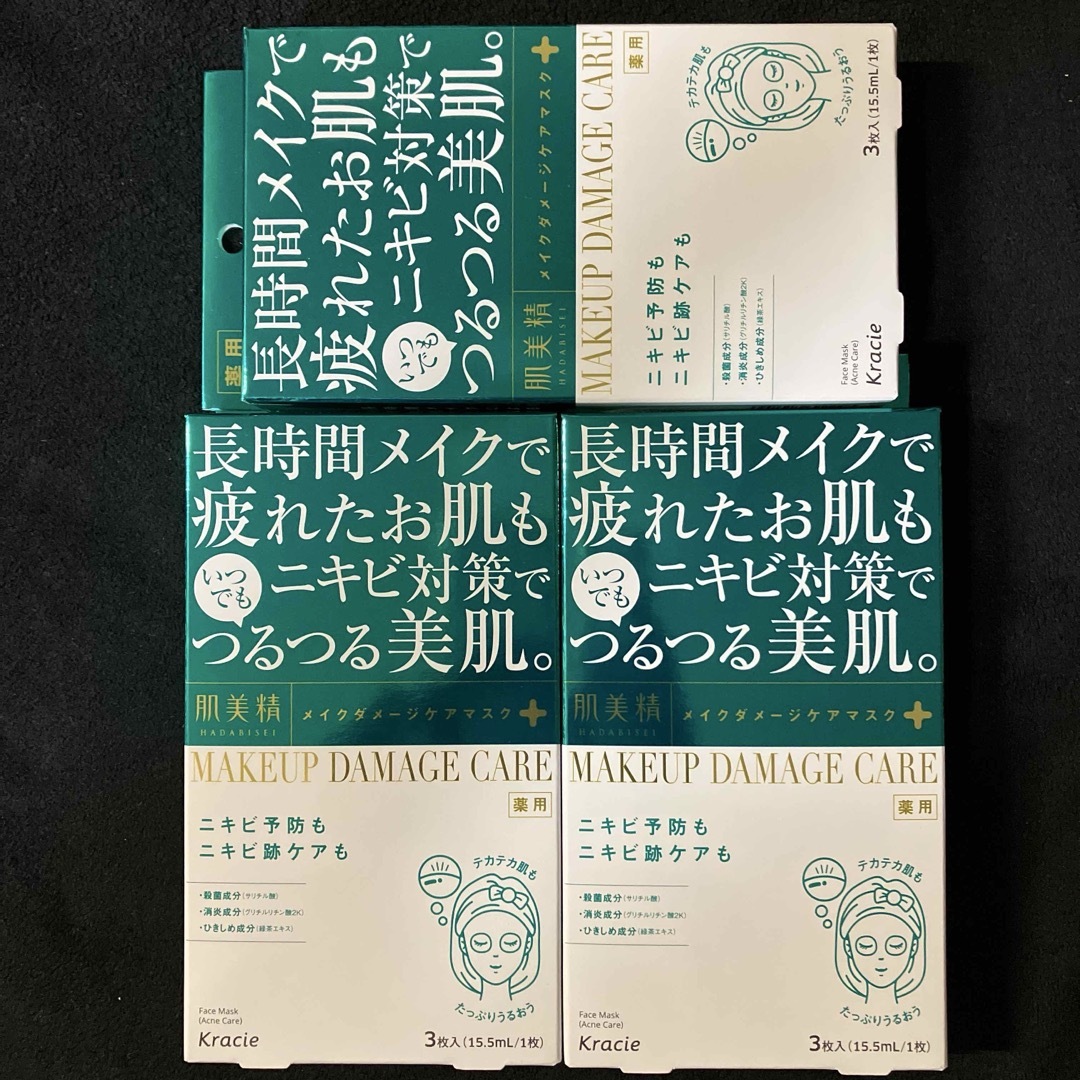 長時間メイクで
疲れたお肌も
いつでも
ニキビ対策で
つるつる美肌。
肌美精
HADABISEI
メイクダメージケアマスク
MAKEUP DAMAGE CARE
薬用
ニキビ予防も
ニキビ跡ケアも
・殺菌成分(サリチル酸)
・消炎成分(グリチルリチン酸2K)
・ひきしめ成分(緑茶エキス)
テカテカ肌も
たっぷりうるおう
Face Mask
(Acne Care)
Kracie
3枚入(15.5mL/1枚)
薬用
長時間メイクで
疲れたお肌も
いつ
でも
ニキビ対策で
つるつる美肌。
肌美精
HADABISEI
メイクダメージケアマスク
MAKEUP DAMAGE CARE
薬用
ニキビ予防も
ニキビ跡ケアも
・殺菌成分(サリチル酸)
・消炎成分(グリチルリチン酸2K)
・ひきしめ成分(緑茶エキス)
テカテカ肌も
たっぷりうるおう
Face Mask
(Acne Care)
Kracie
3枚入(15.5mL/1枚)
長時間メイクで
疲れたお肌も
いつ
でも
ニキビ対策で
つるつる美肌。
肌美精
HADABISEI
メイクダメージケアマスク
MAKEUP DAMAGE CARE
薬用
ニキビ予防も
ニキビ跡ケアも
・殺菌成分(サリチル酸)
・消炎成分(グリチルリチン酸2K)
・ひきしめ成分(緑茶エキス)
テカテカ肌も
たっぷりうるおう
Face Mask
(Acne Care)
Kracie
3枚入(15.5mL/1枚)